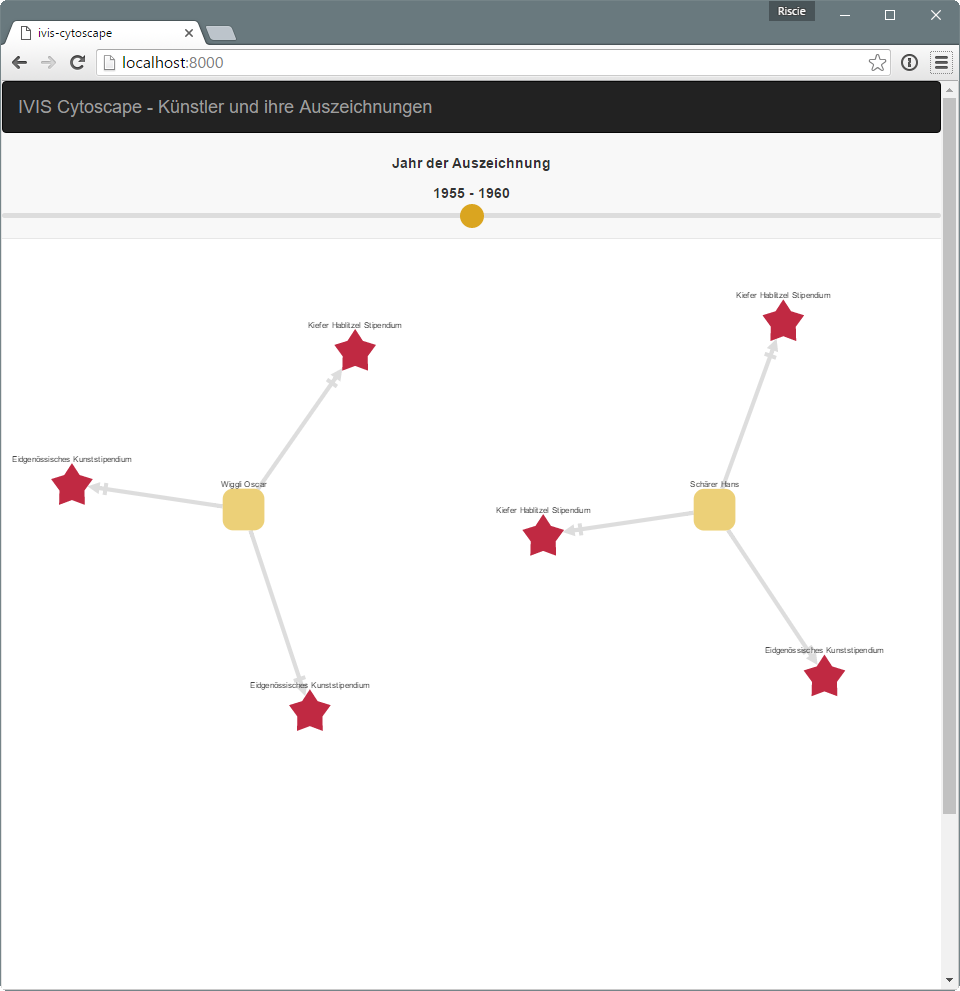 Riscie
ivis-cytoscape
localhost:8000
IVIS Cytoscape - Künstler und ihre Auszeichnungen
Jahr der Auszeichnung
1955 - 1960
Kiefer Hablitzel Stipendium
Kiefer Hablitzel Stipendium
Eidgenössisches Kunststipendium
Wiggli Oscar
Schärer Hans
Kiefer Hablitzel Stipendium
Eidgenössisches Kunststipendium
Eidgenössisches Kunststipendium